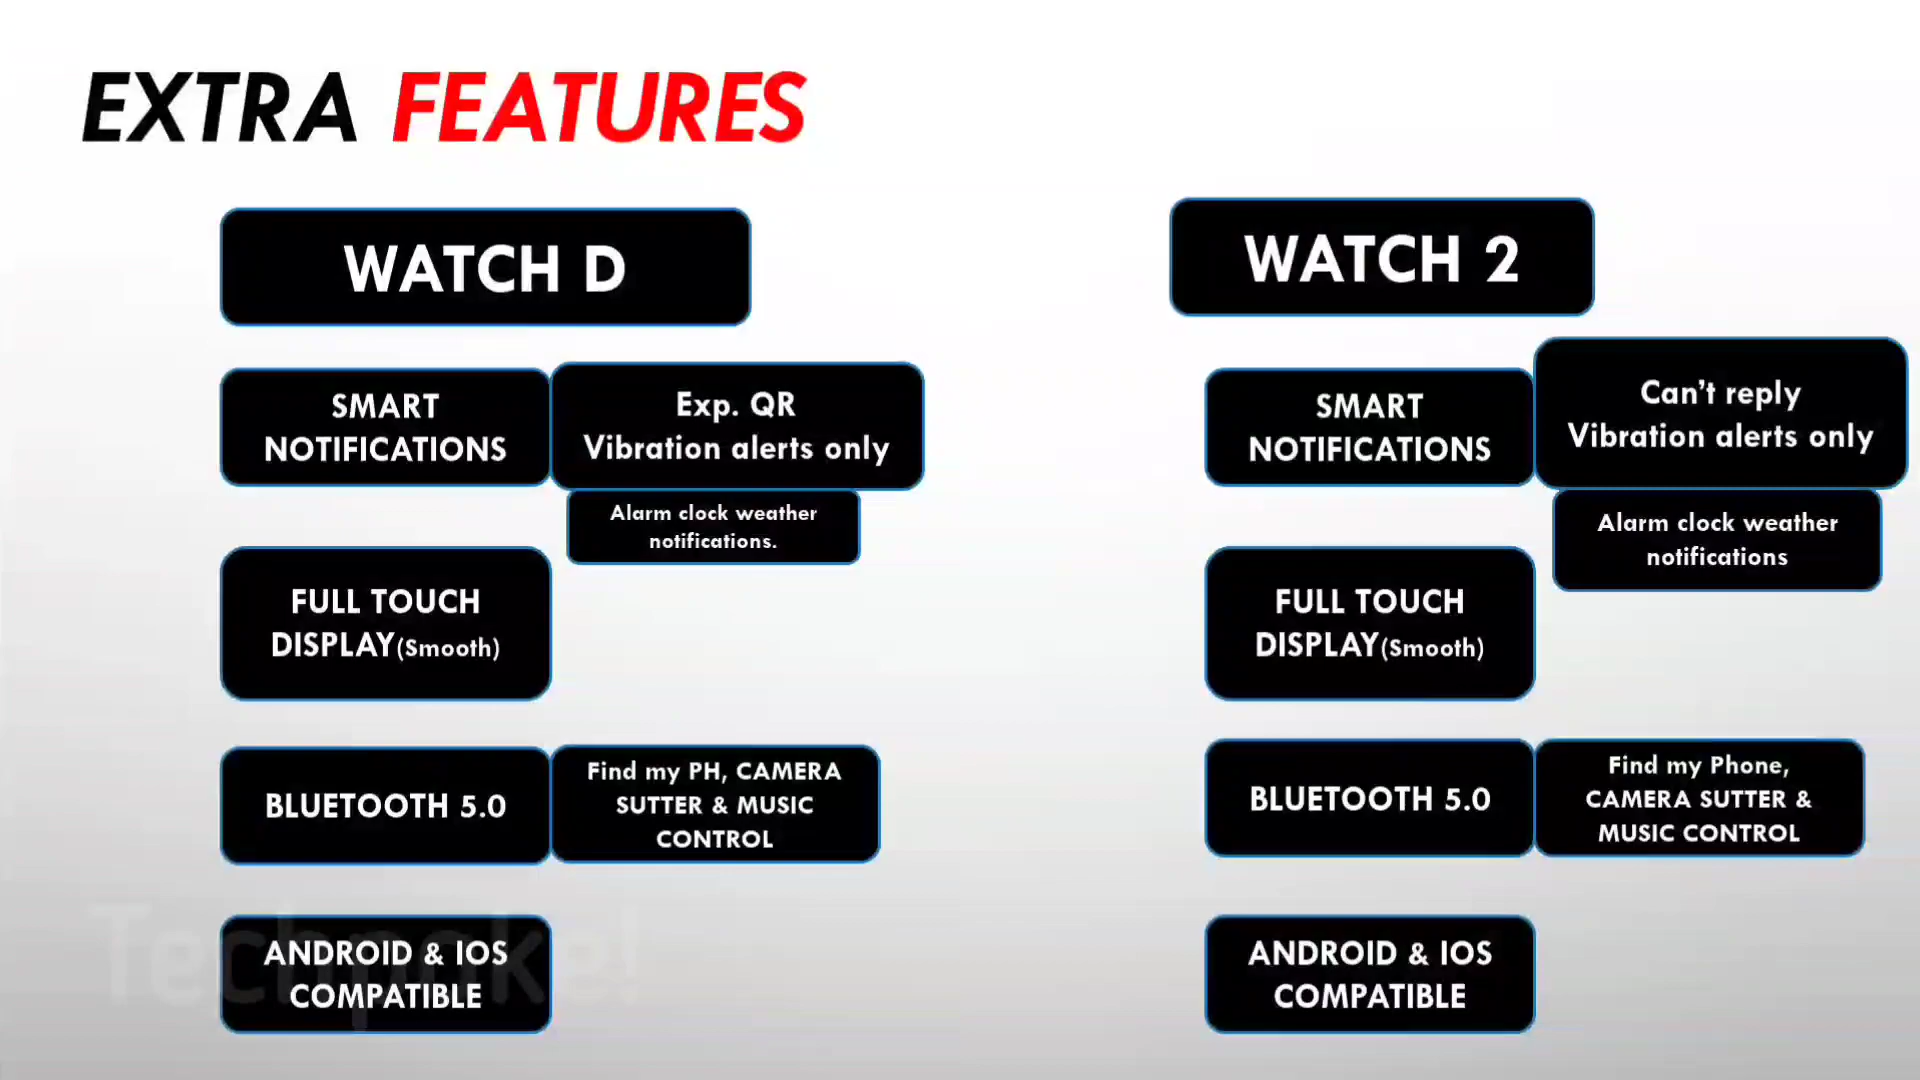 EXTRA FEATURES
WATCH D
SMART
NOTIFICATIONS
Exp. QR
Vibration alerts only
Alarm clock weather
notifications.
FULL TOUCH
DISPLAY(Smooth)
BLUETOOTH 5.0
Find my PH, CAMERA
SUTTER & MUSIC
CONTROL
ANDROID & IOS
COMPATIBLE
Techpoke!
WATCH 2
SMART
NOTIFICATIONS
Can't reply
Vibration alerts only
Alarm clock weather
notifications
FULL TOUCH
DISPLAY(Smooth)
BLUETOOTH 5.0
Find my Phone,
CAMERA SUTTER &
MUSIC CONTROL
ANDROID & IOS
COMPATIBLE